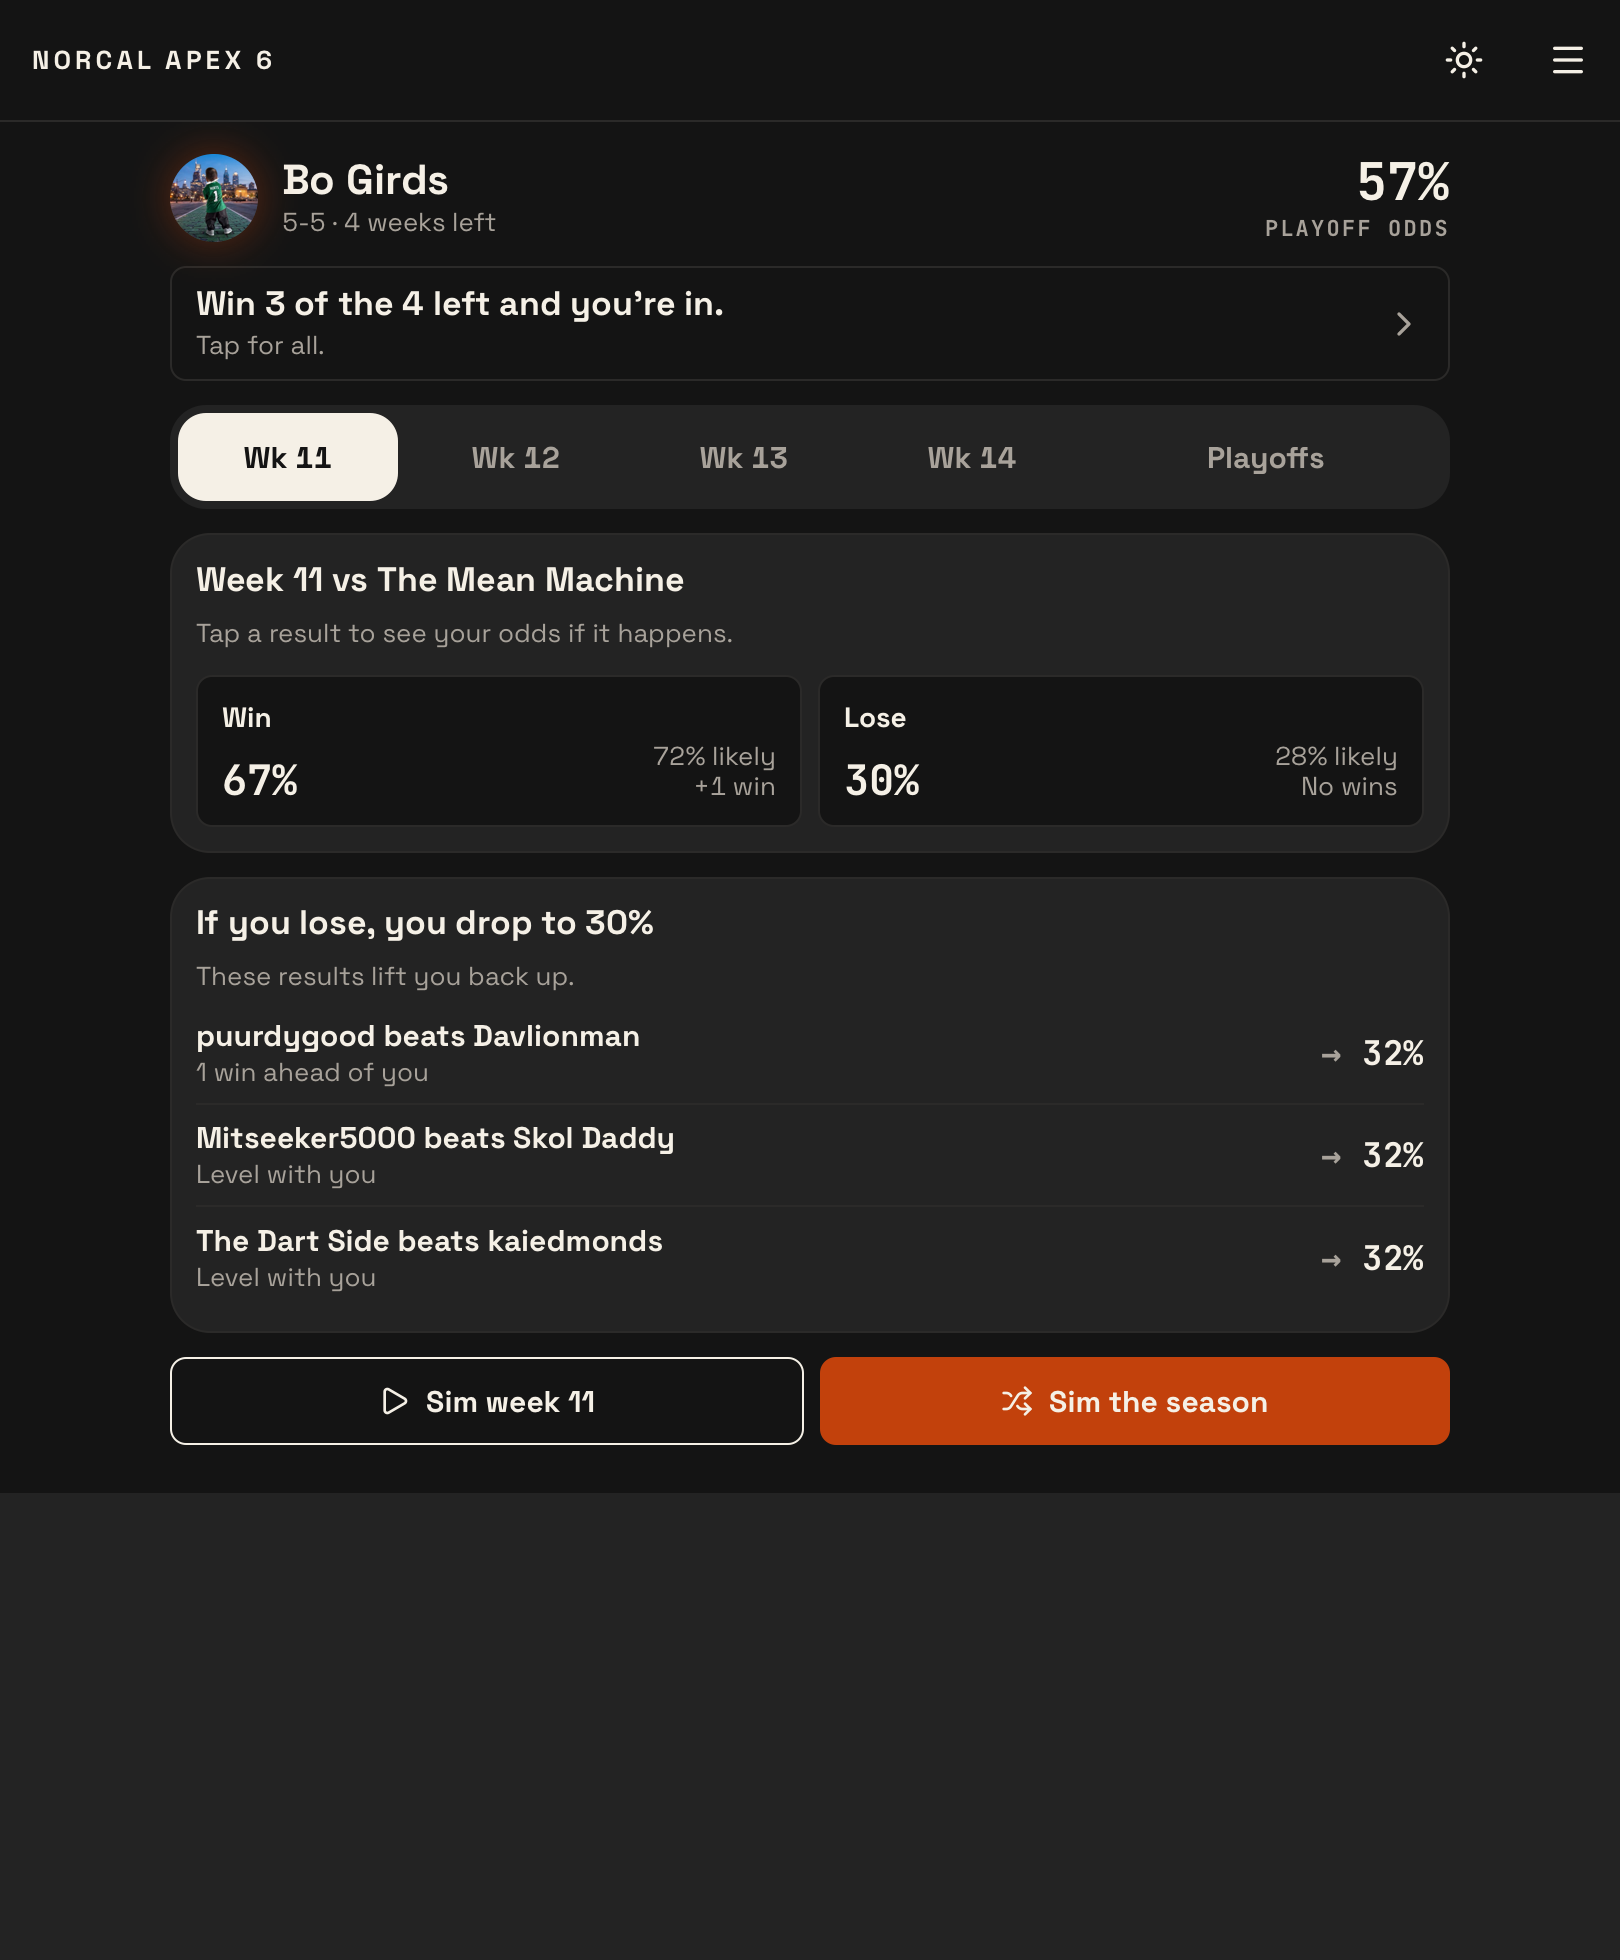 NORCAL APEX 6
Bo Girds
5-5 · 4 weeks left
57%
PLAYOFF ODDS
Win 3 of the 4 left and you’re in.
Tap for all.
Wk 11
Wk 12
Wk 13
Wk 14
Playoffs
Week 11 vs The Mean Machine
Tap a result to see your odds if it happens.
Win
67%
72% likely
+1 win
Lose
30%
28% likely
No wins
If you lose, you drop to 30%
These results lift you back up.
puurdygood beats Davlionman
1 win ahead of you
→ 32%
Mitseeker5000 beats Skol Daddy
Level with you
→ 32%
The Dart Side beats kaiedmonds
Level with you
→ 32%
Sim week 11
Sim the season